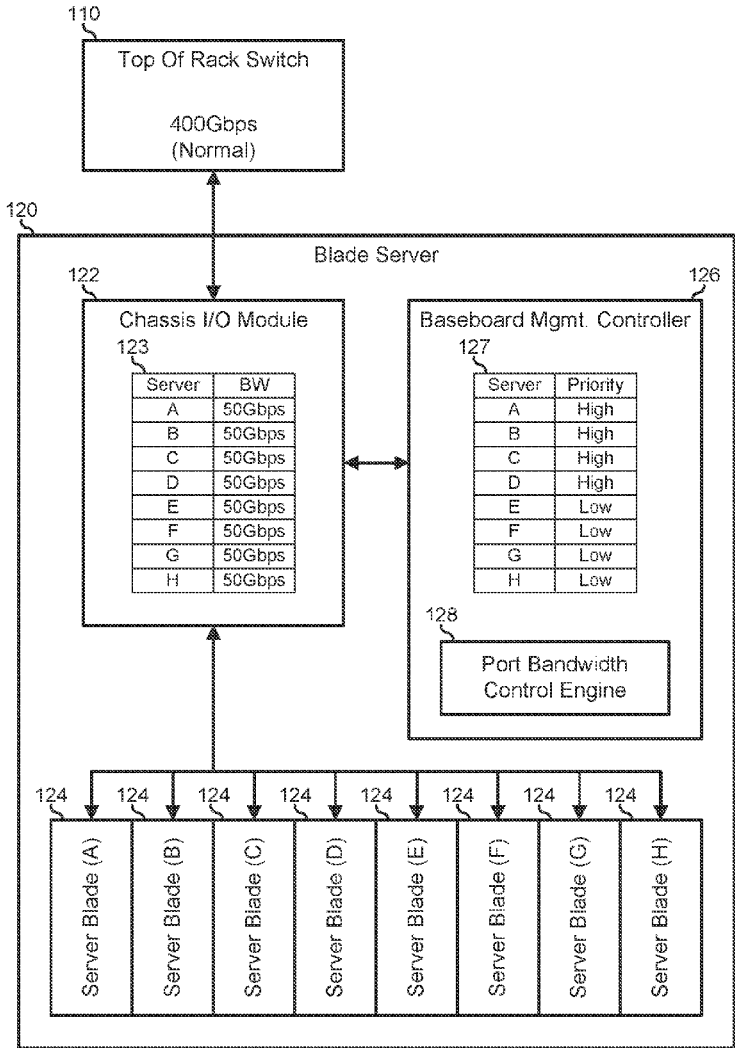 110
Top Of Rack Switch
400Gbps
(Normal)
120
Blade Server
122
Chassis I/O Module
123
Server BW
A 50Gbps
B 50Gbps
C 50Gbps
D 50Gbps
E 50Gbps
F 50Gbps
G 50Gbps
H 50Gbps
126
Baseboard Mgmt. Controller
127
Server Priority
A High
B High
C High
D High
E Low
F Low
G Low
H Low
128
Port Bandwidth
Control Engine
124 124 124 124 124 124 124 124
Server Blade (A)
Server Blade (B)
Server Blade (C)
Server Blade (D)
Server Blade (E)
Server Blade (F)
Server Blade (G)
Server Blade (H)